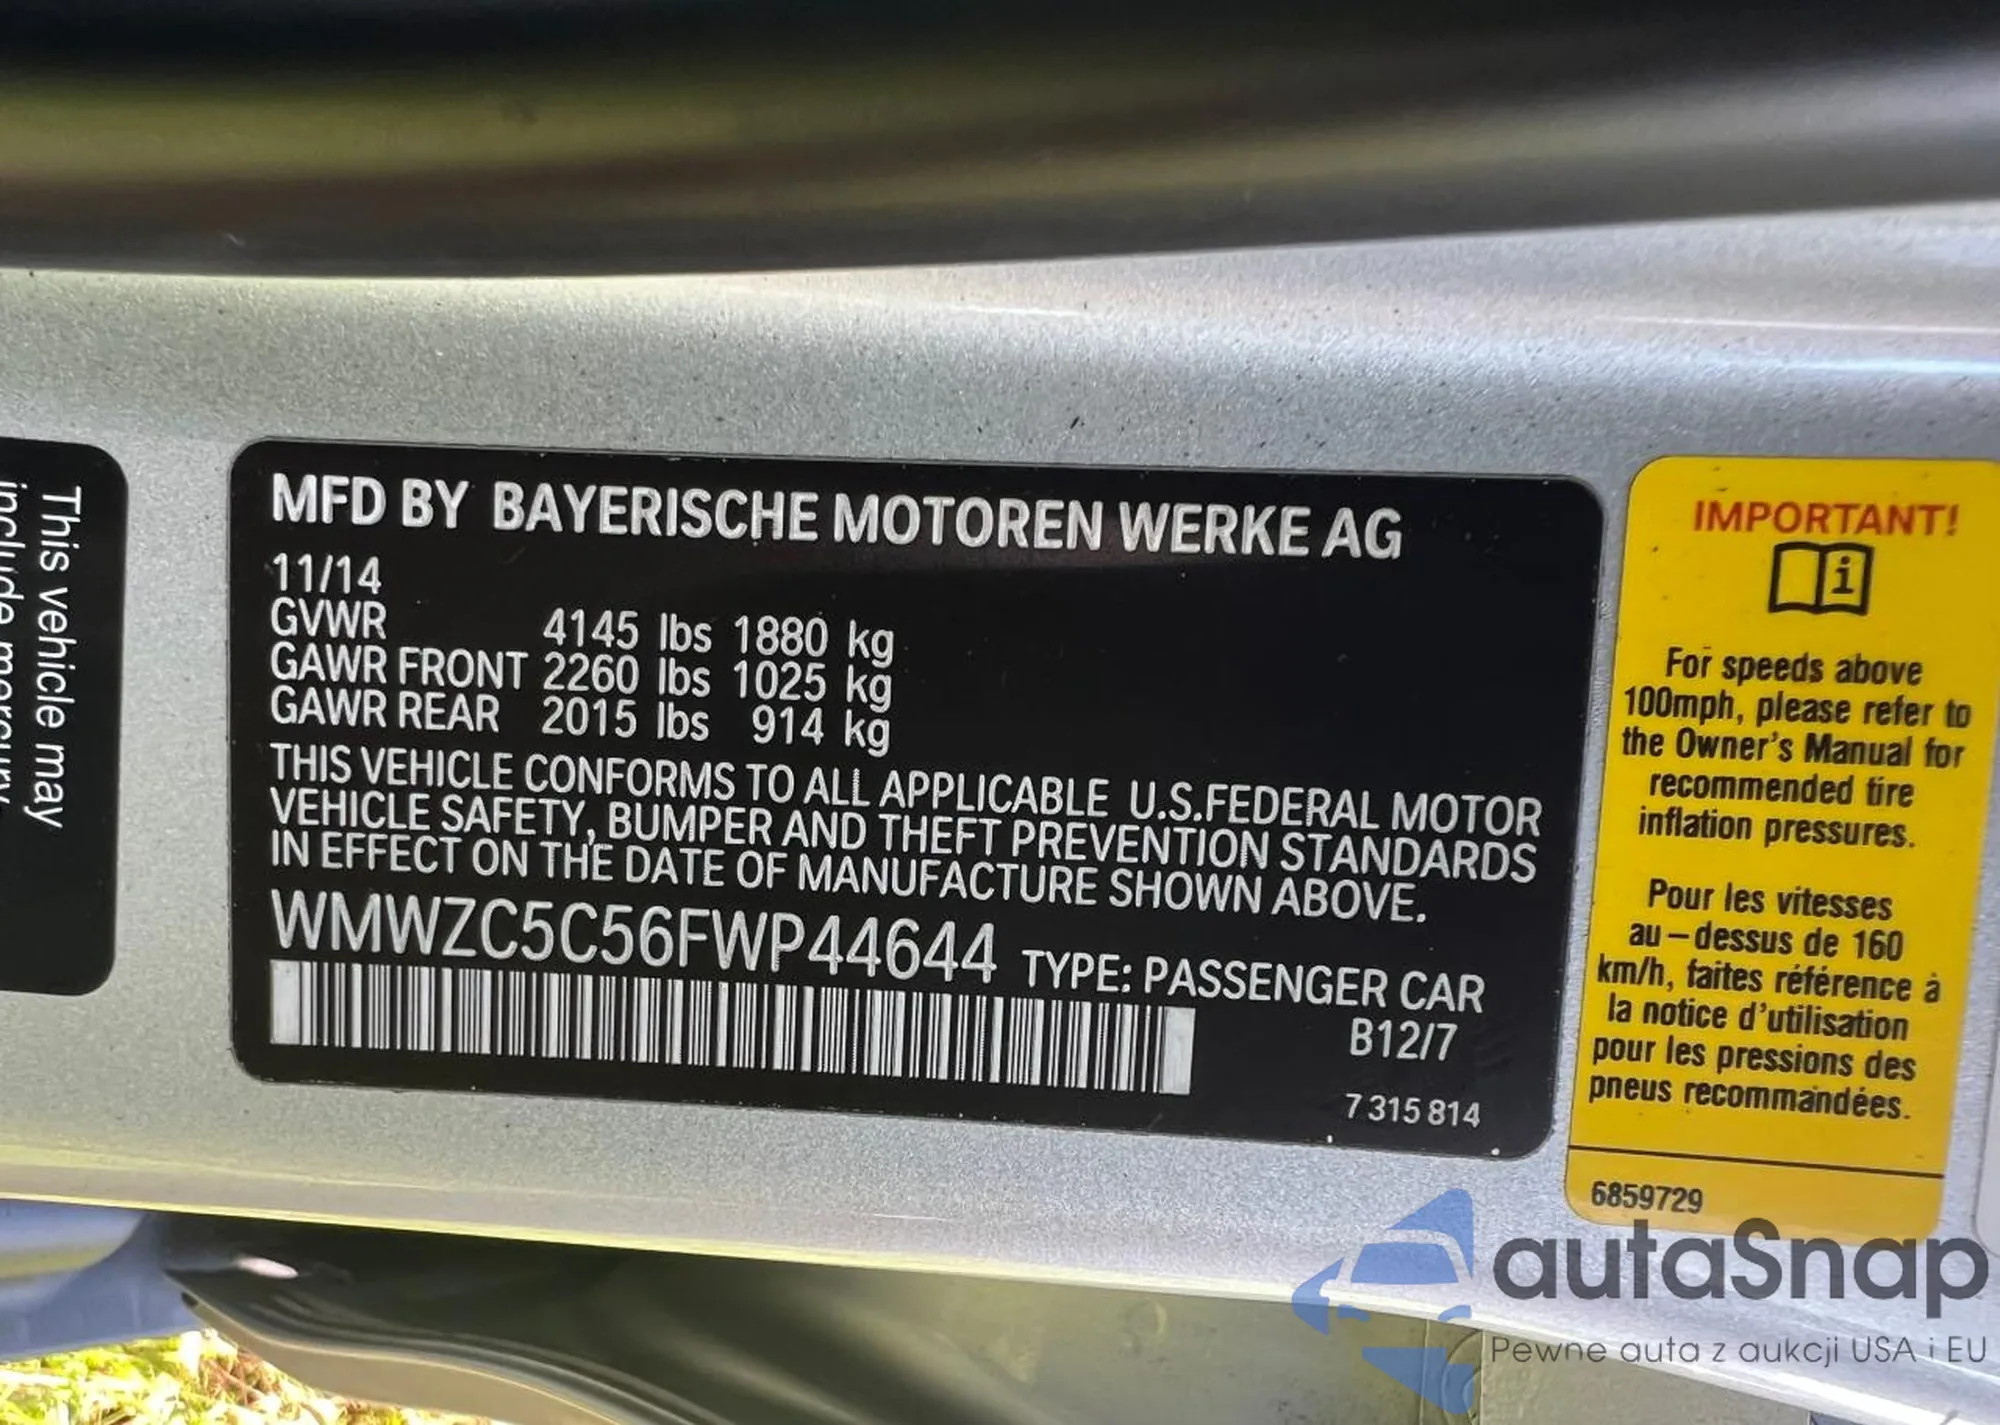 This vehicle may
include mercury
MFD BY BAYERISCHE MOTOREN WERKE AG
11/14
GVWR 4145 lbs 1880 kg
GAWR FRONT 2260 lbs 1025 kg
GAWR REAR 2015 lbs 914 kg
THIS VEHICLE CONFORMS TO ALL APPLICABLE U.S.FEDERAL MOTOR
VEHICLE SAFETY, BUMPER AND THEFT PREVENTION STANDARDS
IN EFFECT ON THE DATE OF MANUFACTURE SHOWN ABOVE.
WMWZC5C56FWP44644 TYPE: PASSENGER CAR
B12/7
7 315 814
IMPORTANT!
i
For speeds above
100mph, please refer to
the Owner's Manual for
recommended tire
inflation pressures.
Pour les vitesses
au-dessus de 160
km/h, faites référence à
la notice d'utilisation
pour les pressions des
pneus recommandées.
6859729
autaSnap
Pewne auta z aukcji USA i EU